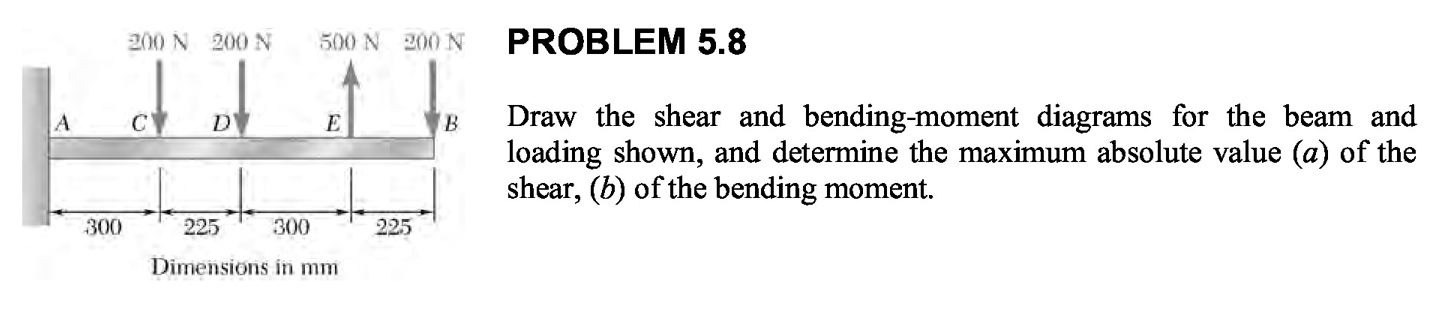 200 N 200 N 500 N 200 N
A C D E B
300 225 300 225
Dimensions in mm
PROBLEM 5.8
Draw the shear and bending-moment diagrams for the beam and
loading shown, and determine the maximum absolute value (a) of the
shear, (b) of the bending moment.